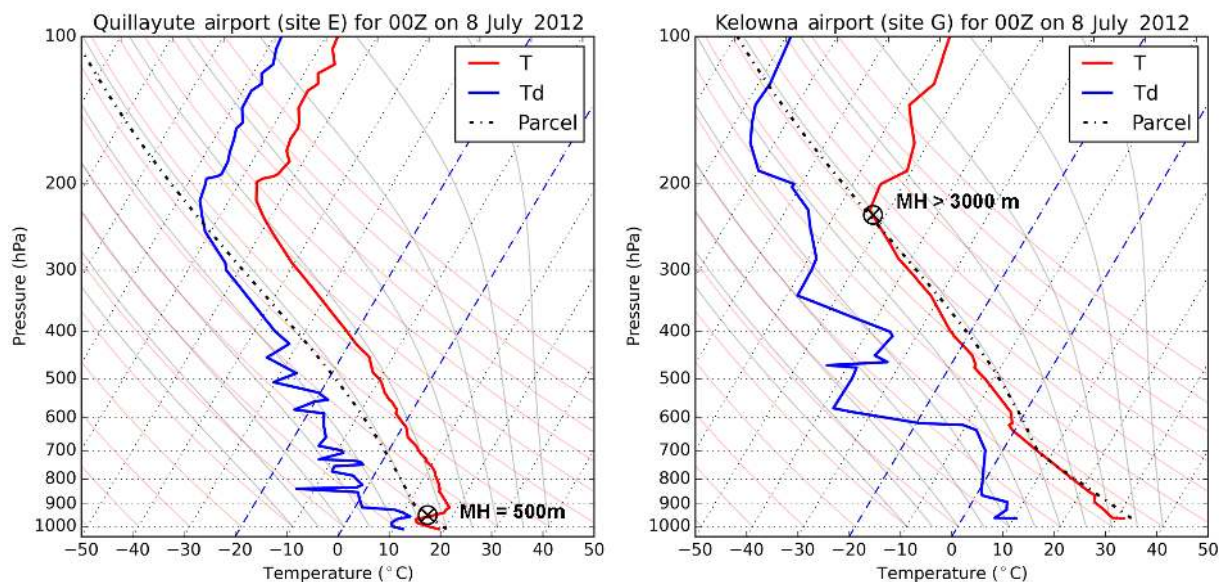 Quillayute airport (site E) for 00Z on 8 July 2012
100
200
300
400
500
600
700
800
900
1000
Pressure (hPa)
T
Td
Parcel
MH = 500m
−50 −40 −30 −20 −10 0 10 20 30 40 50
Temperature (°C)
Kelowna airport (site G) for 00Z on 8 July 2012
100
200
300
400
500
600
700
800
900
1000
Pressure (hPa)
T
Td
Parcel
MH > 3000 m
−50 −40 −30 −20 −10 0 10 20 30 40 50
Temperature (°C)